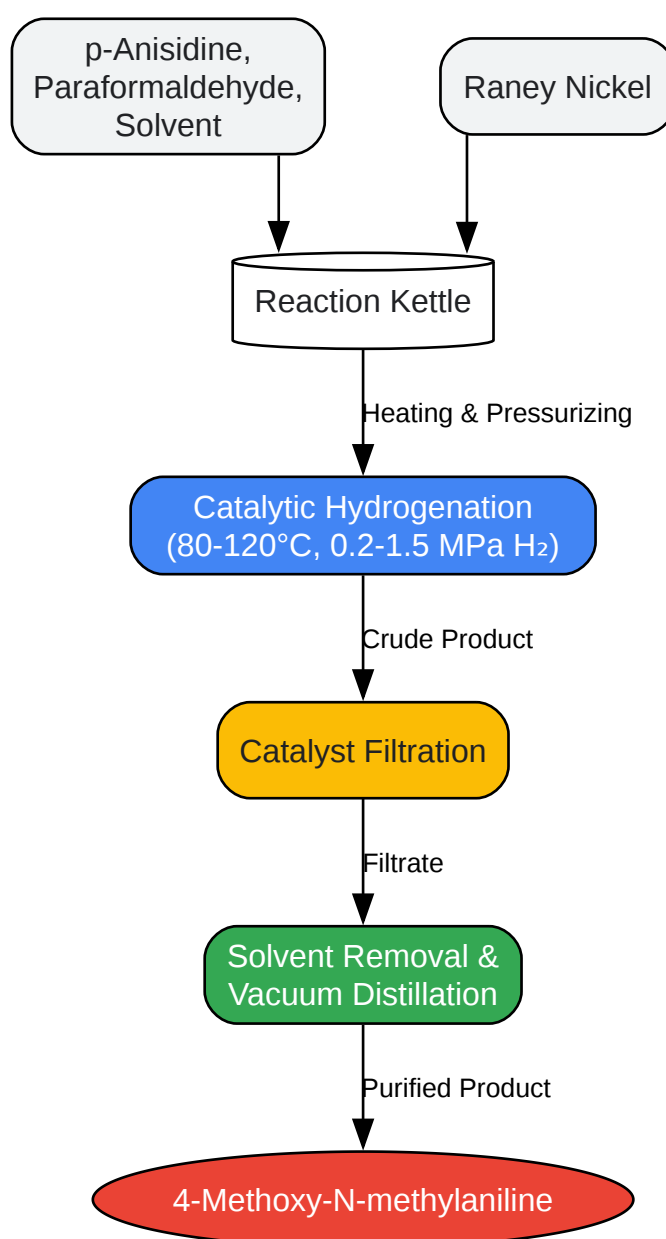 p-Anisidine,
Paraformaldehyde,
Solvent
Raney Nickel
Reaction Kettle
Heating & Pressurizing
Catalytic Hydrogenation
(80-120°C, 0.2-1.5 MPa H₂)
Crude Product
Catalyst Filtration
Filtrate
Solvent Removal &
Vacuum Distillation
Purified Product
4-Methoxy-N-methylaniline